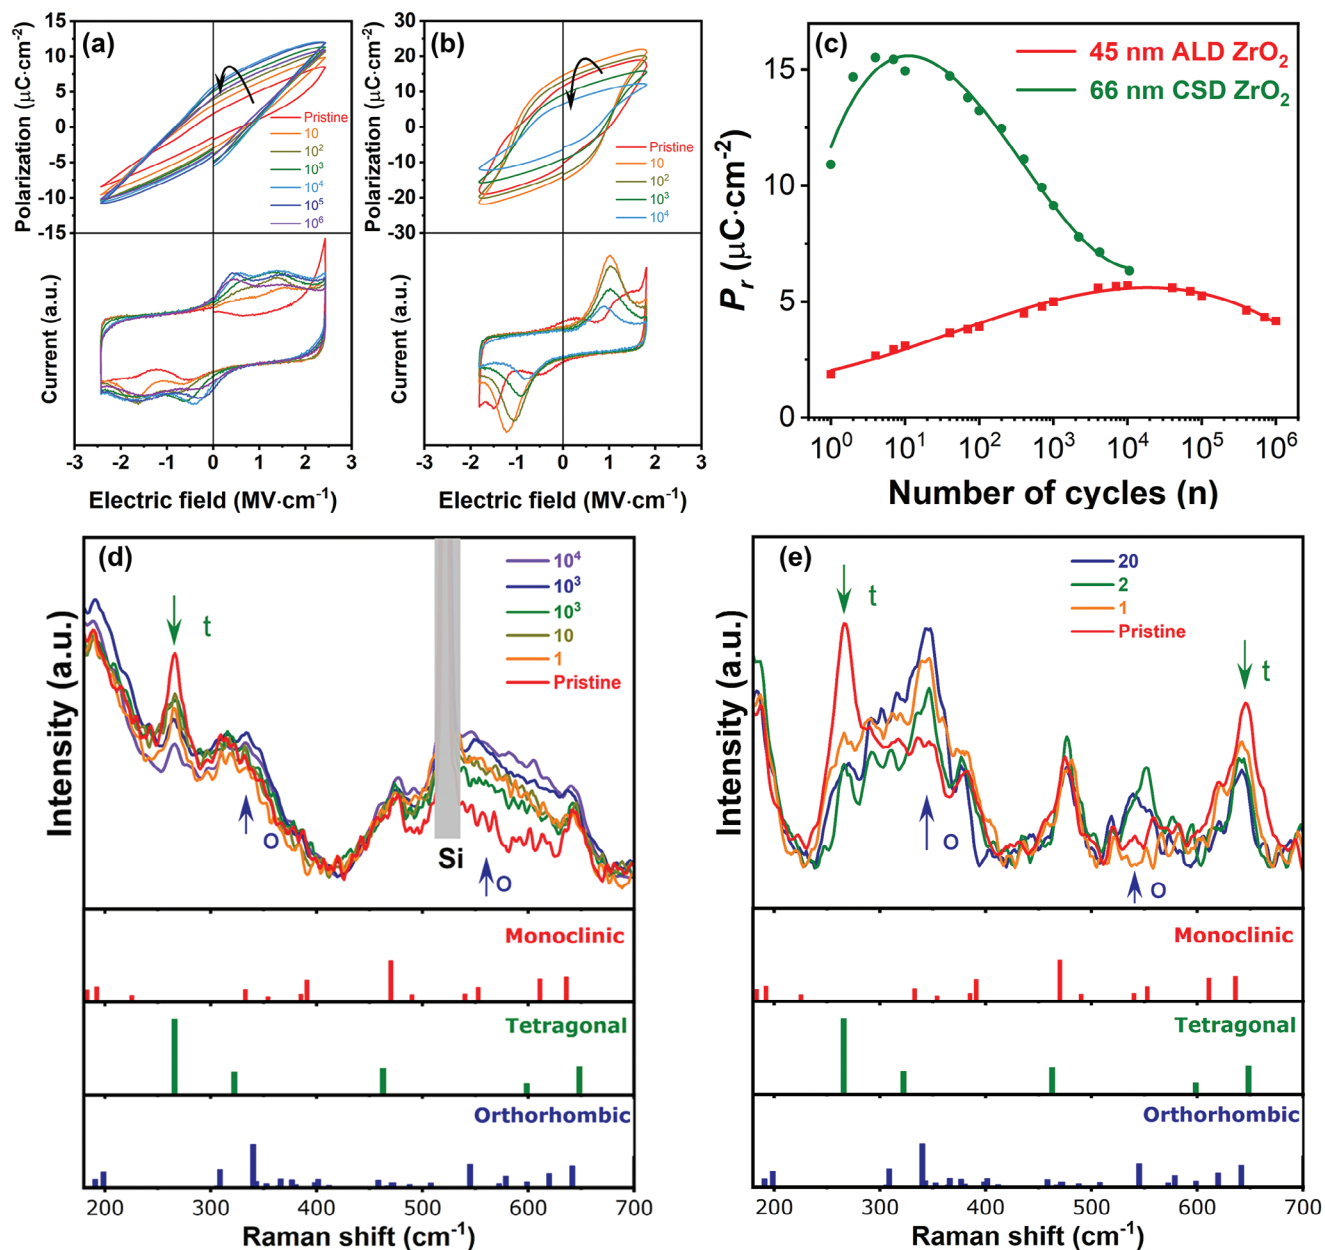 (a)
Polarization (μC·cm⁻²)
15
10
5
0
-5
-10
-15
Pristine
10
10²
10³
10⁴
10⁵
10⁶
Current (a.u.)
-3 -2 -1 0 1 2 3
Electric field (MV·cm⁻¹)
(b)
Polarization (μC·cm⁻²)
30
20
10
0
-10
-20
-30
Pristine
10
10²
10³
10⁴
Current (a.u.)
-3 -2 -1 0 1 2 3
Electric field (MV·cm⁻¹)
(c)
45 nm ALD ZrO₂
66 nm CSD ZrO₂
Pᵣ (μC·cm⁻²)
15
10
5
0
10⁰ 10¹ 10² 10³ 10⁴ 10⁵ 10⁶
Number of cycles (n)
(d)
10⁴
10³
10³
10
1
Pristine
t
o
Si
o
Intensity (a.u.)
Monoclinic
Tetragonal
Orthorhombic
200 300 400 500 600 700
Raman shift (cm⁻¹)
(e)
20
2
1
Pristine
t
t
o
o
Intensity (a.u.)
Monoclinic
Tetragonal
Orthorhombic
200 300 400 500 600 700
Raman shift (cm⁻¹)